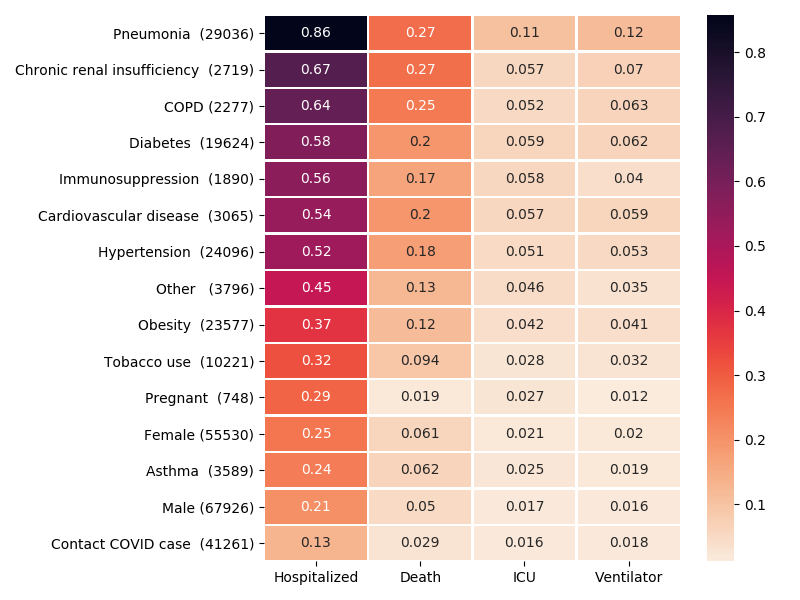 Pneumonia  (29036) 0.86 0.27 0.11 0.12
Chronic renal insufficiency  (2719) 0.67 0.27 0.057 0.07
COPD (2277) 0.64 0.25 0.052 0.063
Diabetes  (19624) 0.58 0.2 0.059 0.062
Immunosuppression  (1890) 0.56 0.17 0.058 0.04
Cardiovascular disease  (3065) 0.54 0.2 0.057 0.059
Hypertension  (24096) 0.52 0.18 0.051 0.053
Other   (3796) 0.45 0.13 0.046 0.035
Obesity  (23577) 0.37 0.12 0.042 0.041
Tobacco use  (10221) 0.32 0.094 0.028 0.032
Pregnant  (748) 0.29 0.019 0.027 0.012
Female (55530) 0.25 0.061 0.021 0.02
Asthma  (3589) 0.24 0.062 0.025 0.019
Male (67926) 0.21 0.05 0.017 0.016
Contact COVID case  (41261) 0.13 0.029 0.016 0.018
Hospitalized Death ICU Ventilator
0.8
0.7
0.6
0.5
0.4
0.3
0.2
0.1